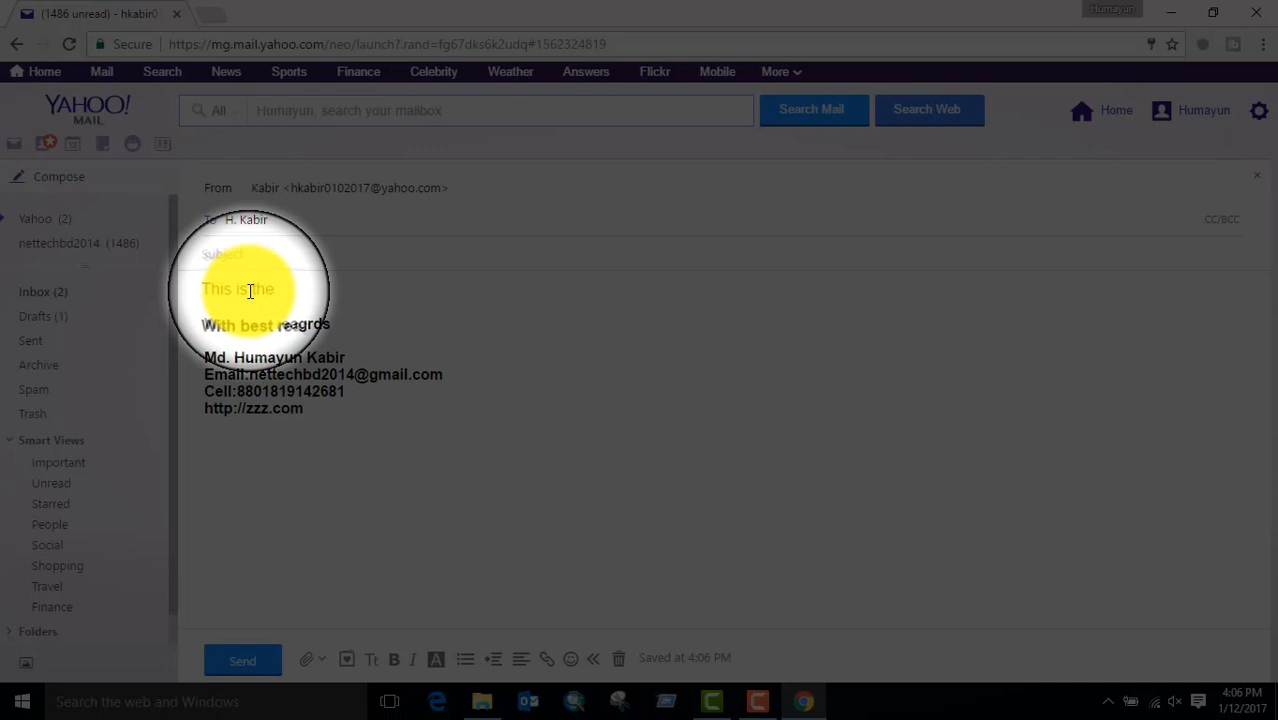 (1486 unread) - hkabir0
Humayun
Secure https://mg.mail.yahoo.com/neo/launch?.rand=fg67dks6k2udq#1562324819
Home Mail Search News Sports Finance Celebrity Weather Answers Flickr Mobile More
YAHOO! MAIL
All Humayun, search your mailbox Search Mail Search Web Home Humayun
Compose
From Kabir <hkabir0102017@yahoo.com>
Yahoo (2)
To H. Kabir CC/BCC
nettechbd2014 (1486)
Subject
This is the
Inbox (2)
Drafts (1)
With best reagrds
Sent
Md. Humayun Kabir
Archive
Email:nettechbd2014@gmail.com
Spam
Cell:8801819142681
Trash
http://zzz.com
Smart Views
Important
Unread
Starred
People
Social
Shopping
Travel
Finance
Folders
Send Tt B I A Saved at 4:06 PM
Search the web and Windows
4:06 PM
1/12/2017